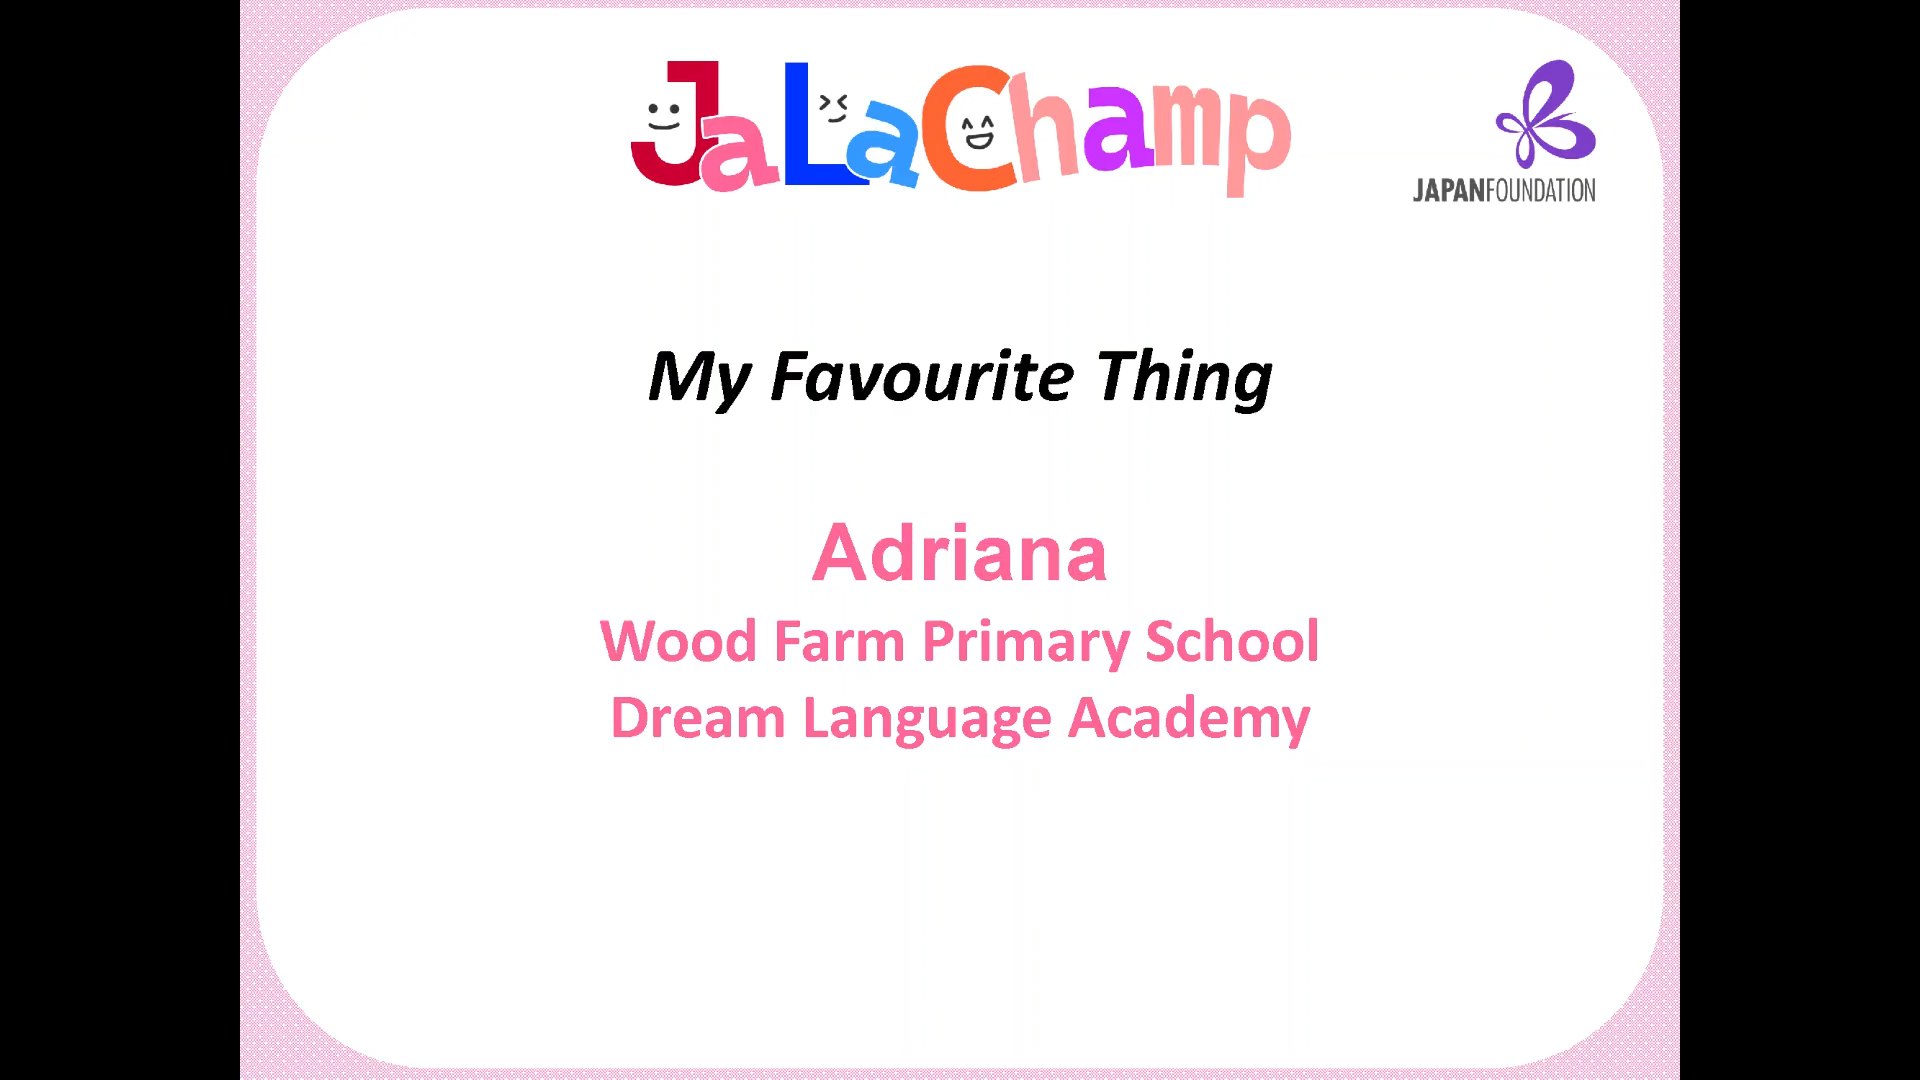 JaLaChamp
JAPANFOUNDATION
My Favourite Thing
Adriana
Wood Farm Primary School
Dream Language Academy